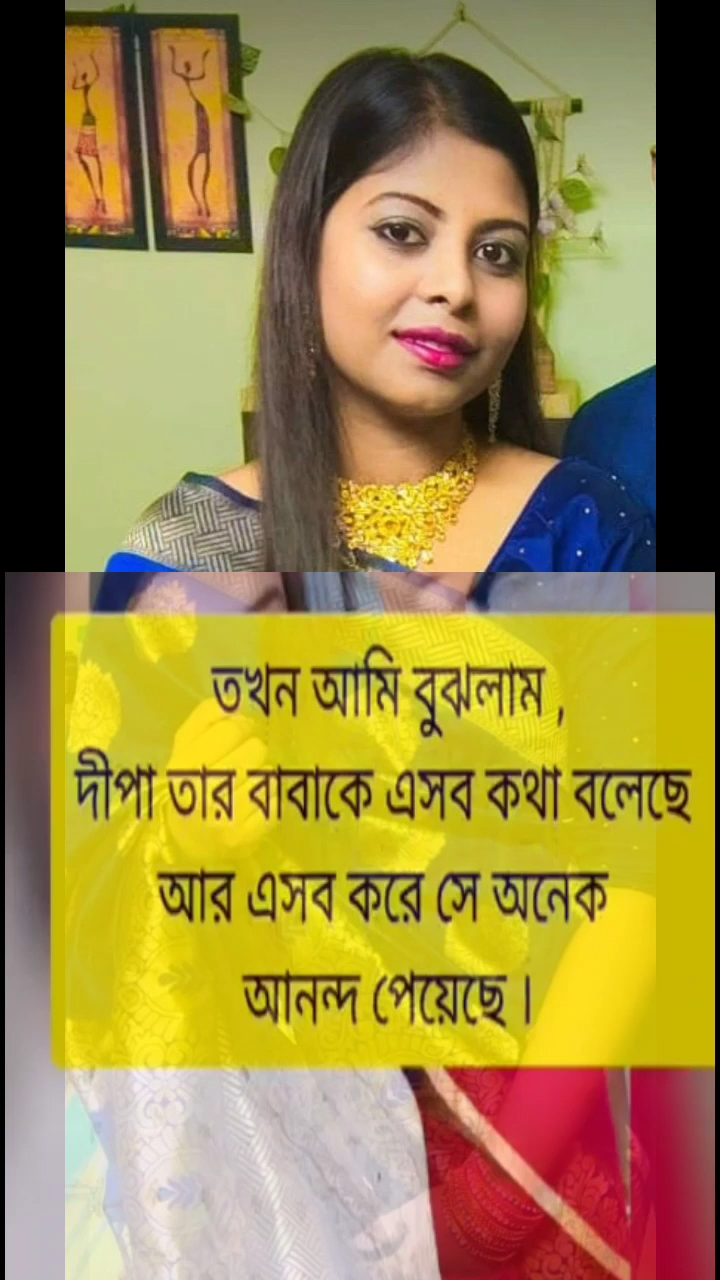 তখন আমি বুঝলাম ,
দীপা তার বাবাকে এসব কথা বলেছে
আর এসব করে সে অনেক
আনন্দ পেয়েছে ।